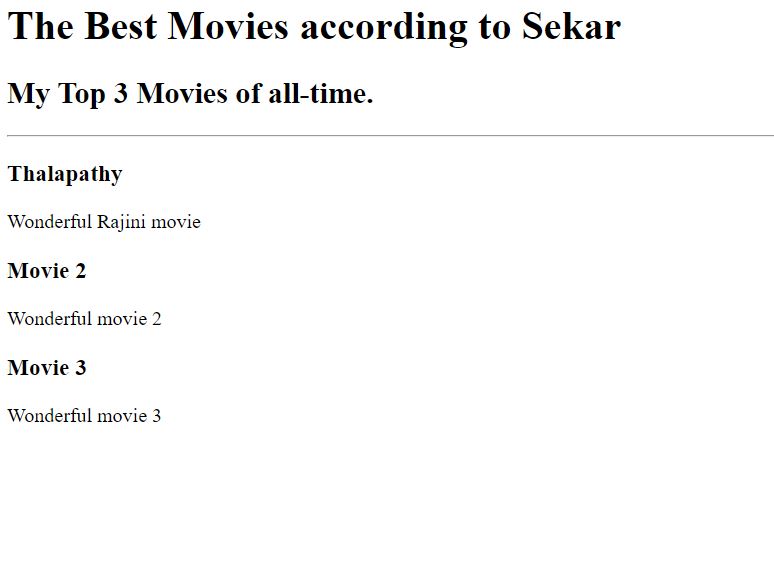 The Best Movies according to Sekar
My Top 3 Movies of all-time.
Thalapathy
Wonderful Rajini movie
Movie 2
Wonderful movie 2
Movie 3
Wonderful movie 3